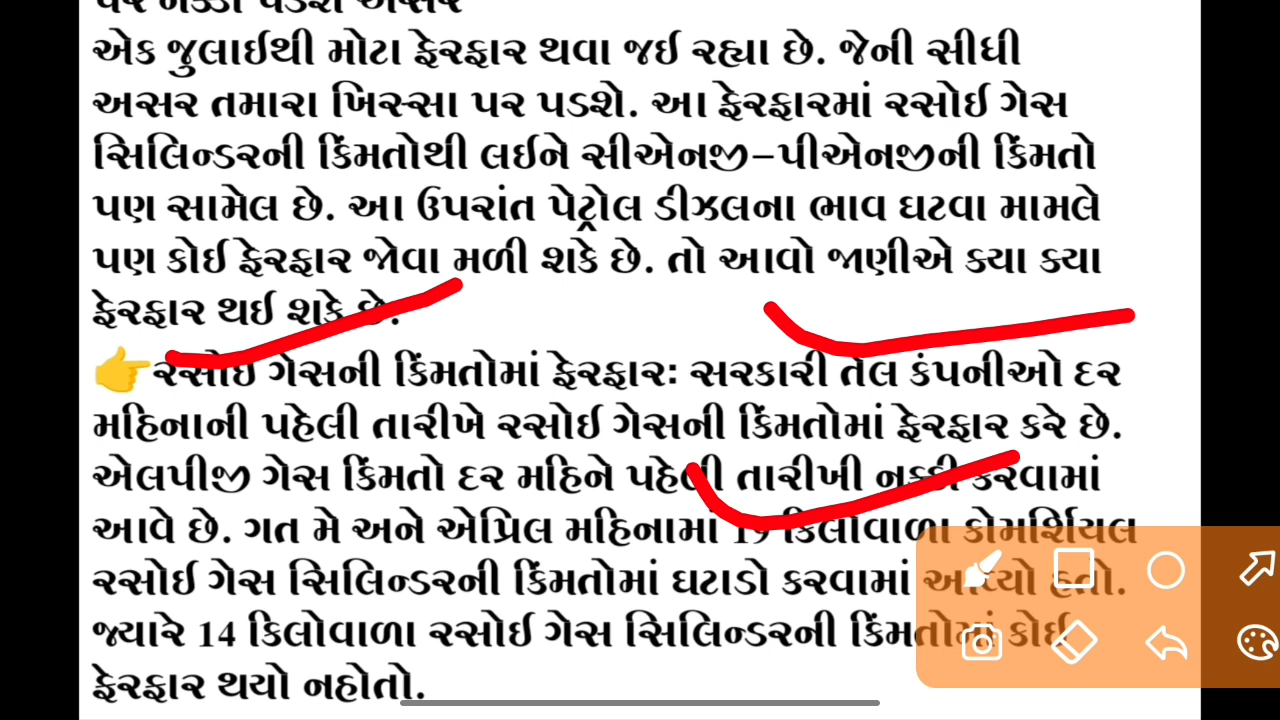 એક જુલાઈથી મોટા ફેરફાર થવા જઈ રહ્યા છે. જેની સીધી
અસર તમારા ખિસ્સા પર પડશે. આ ફેરફારમાં રસોઈ ગેસ
સિલિન્ડરની કિંમતોથી લઈને સીએનજી-પીએનજીની કિંમતો
પણ સામેલ છે. આ ઉપરાંત પેટ્રોલ ડીઝલના ભાવ ઘટવા મામલે
પણ કોઈ ફેરફાર જોવા મળી શકે છે. તો આવો જાણીએ ક્યા ક્યા
ફેરફાર થઈ શકે છે.
👉રસોઈ ગેસની કિંમતોમાં ફેરફારઃ સરકારી તેલ કંપનીઓ દર
મહિનાની પહેલી તારીખે રસોઈ ગેસની કિંમતોમાં ફેરફાર કરે છે.
એલપીજી ગેસ કિંમતો દર મહિને પહેલી તારીખી નક્કી કરવામાં
આવે છે. ગત મે અને એપ્રિલ મહિનામાં 19 કિલોવાળા કોમર્શિયલ
રસોઈ ગેસ સિલિન્ડરની કિંમતોમાં ઘટાડો કરવામાં આવ્યો હતો.
જ્યારે 14 કિલોવાળા રસોઈ ગેસ સિલિન્ડરની કિંમતોમાં કોઈ
ફેરફાર થયો નહોતો.